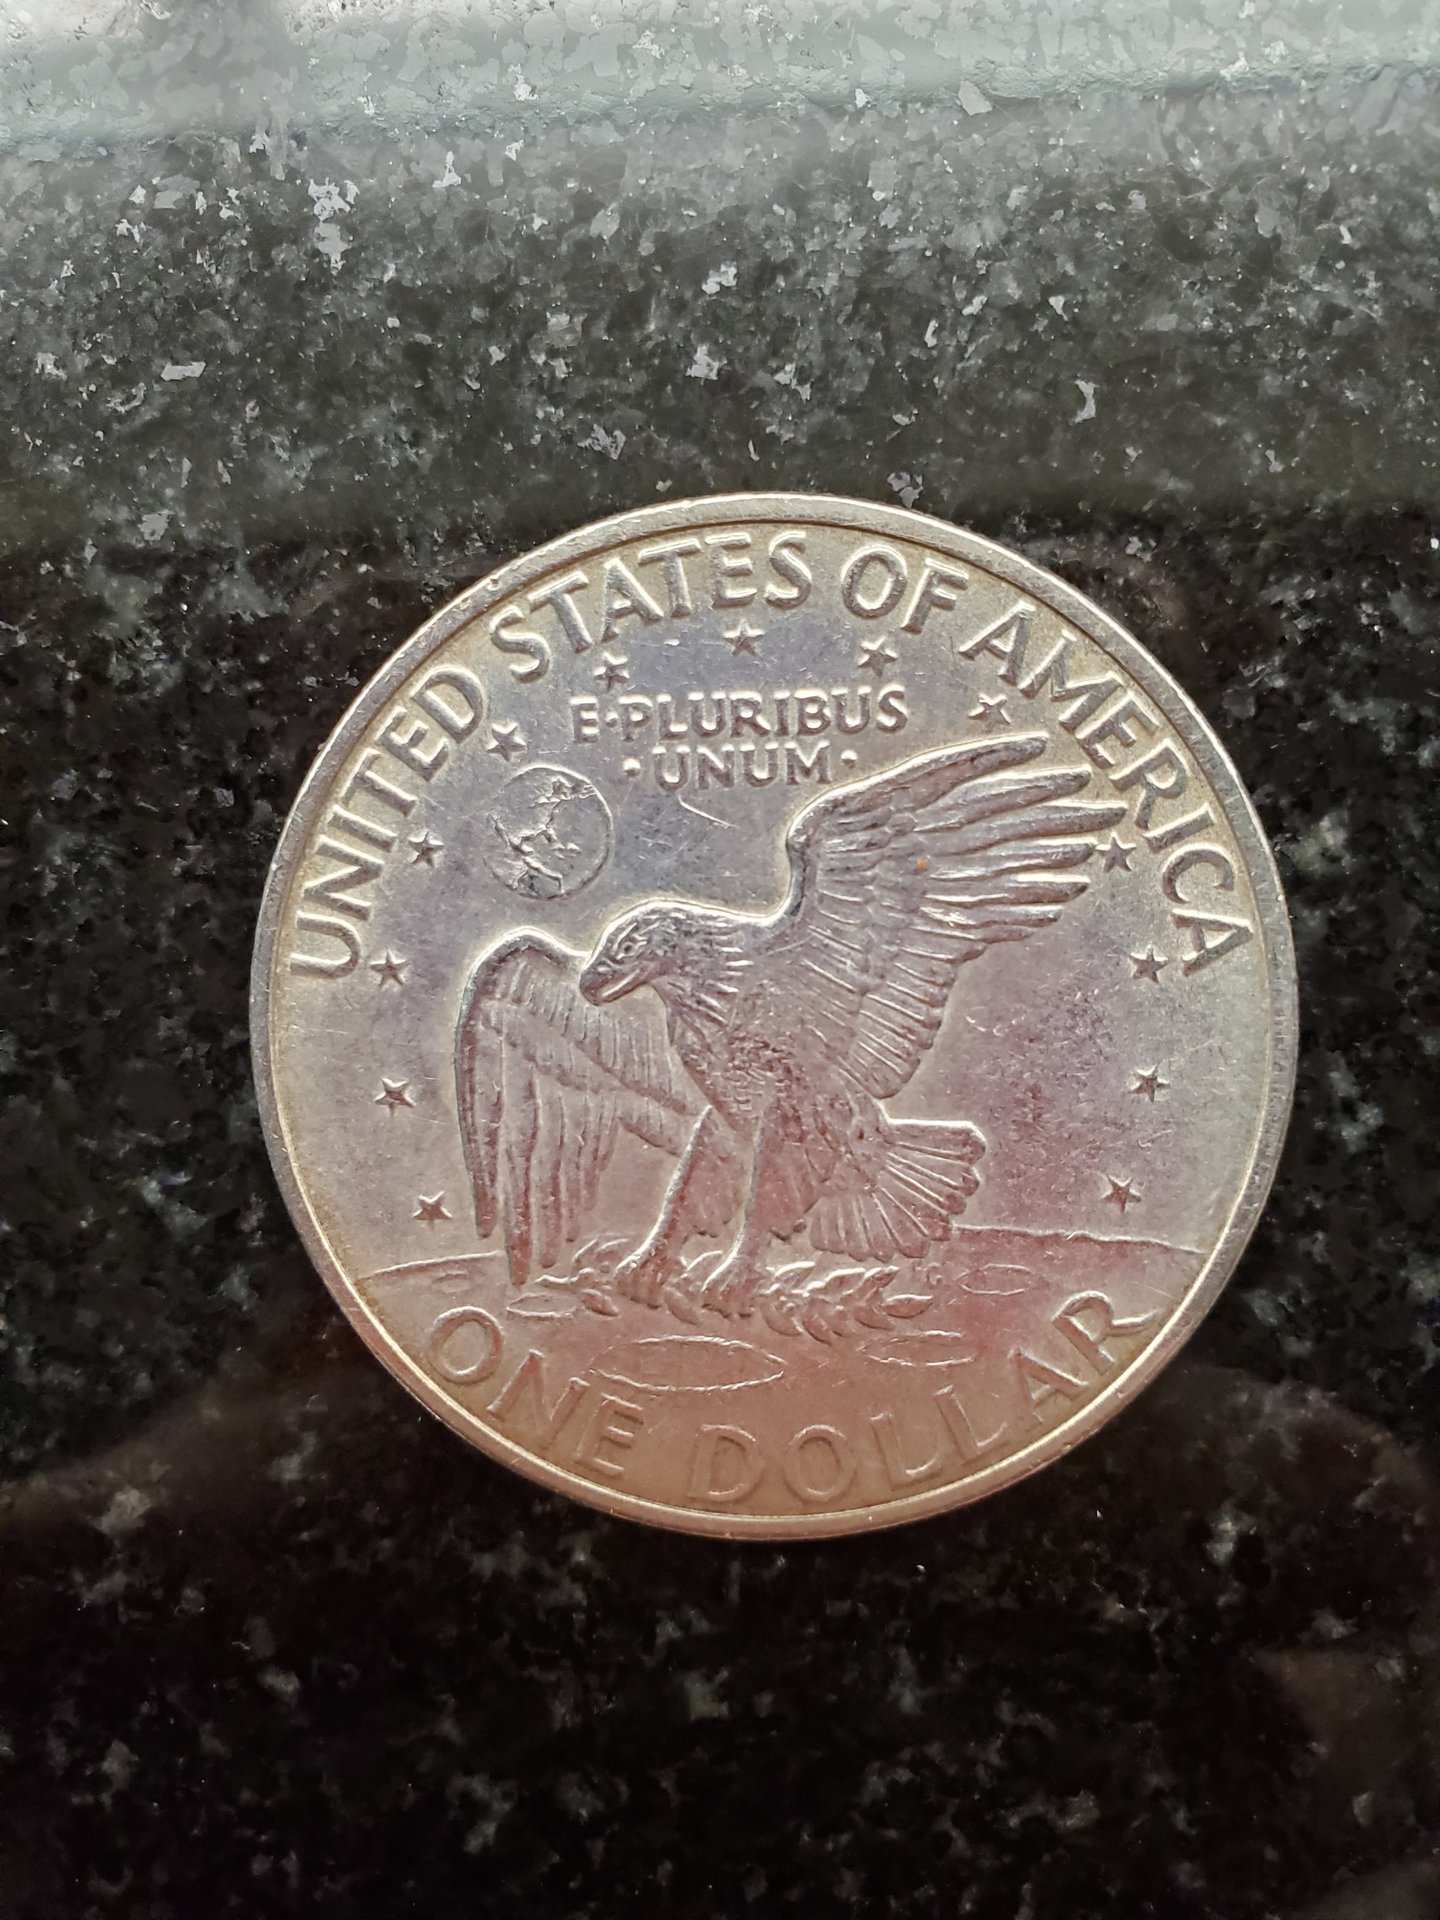 UNITED STATES OF AMERICA
E·PLURIBUS
·UNUM·
ONE DOLLAR